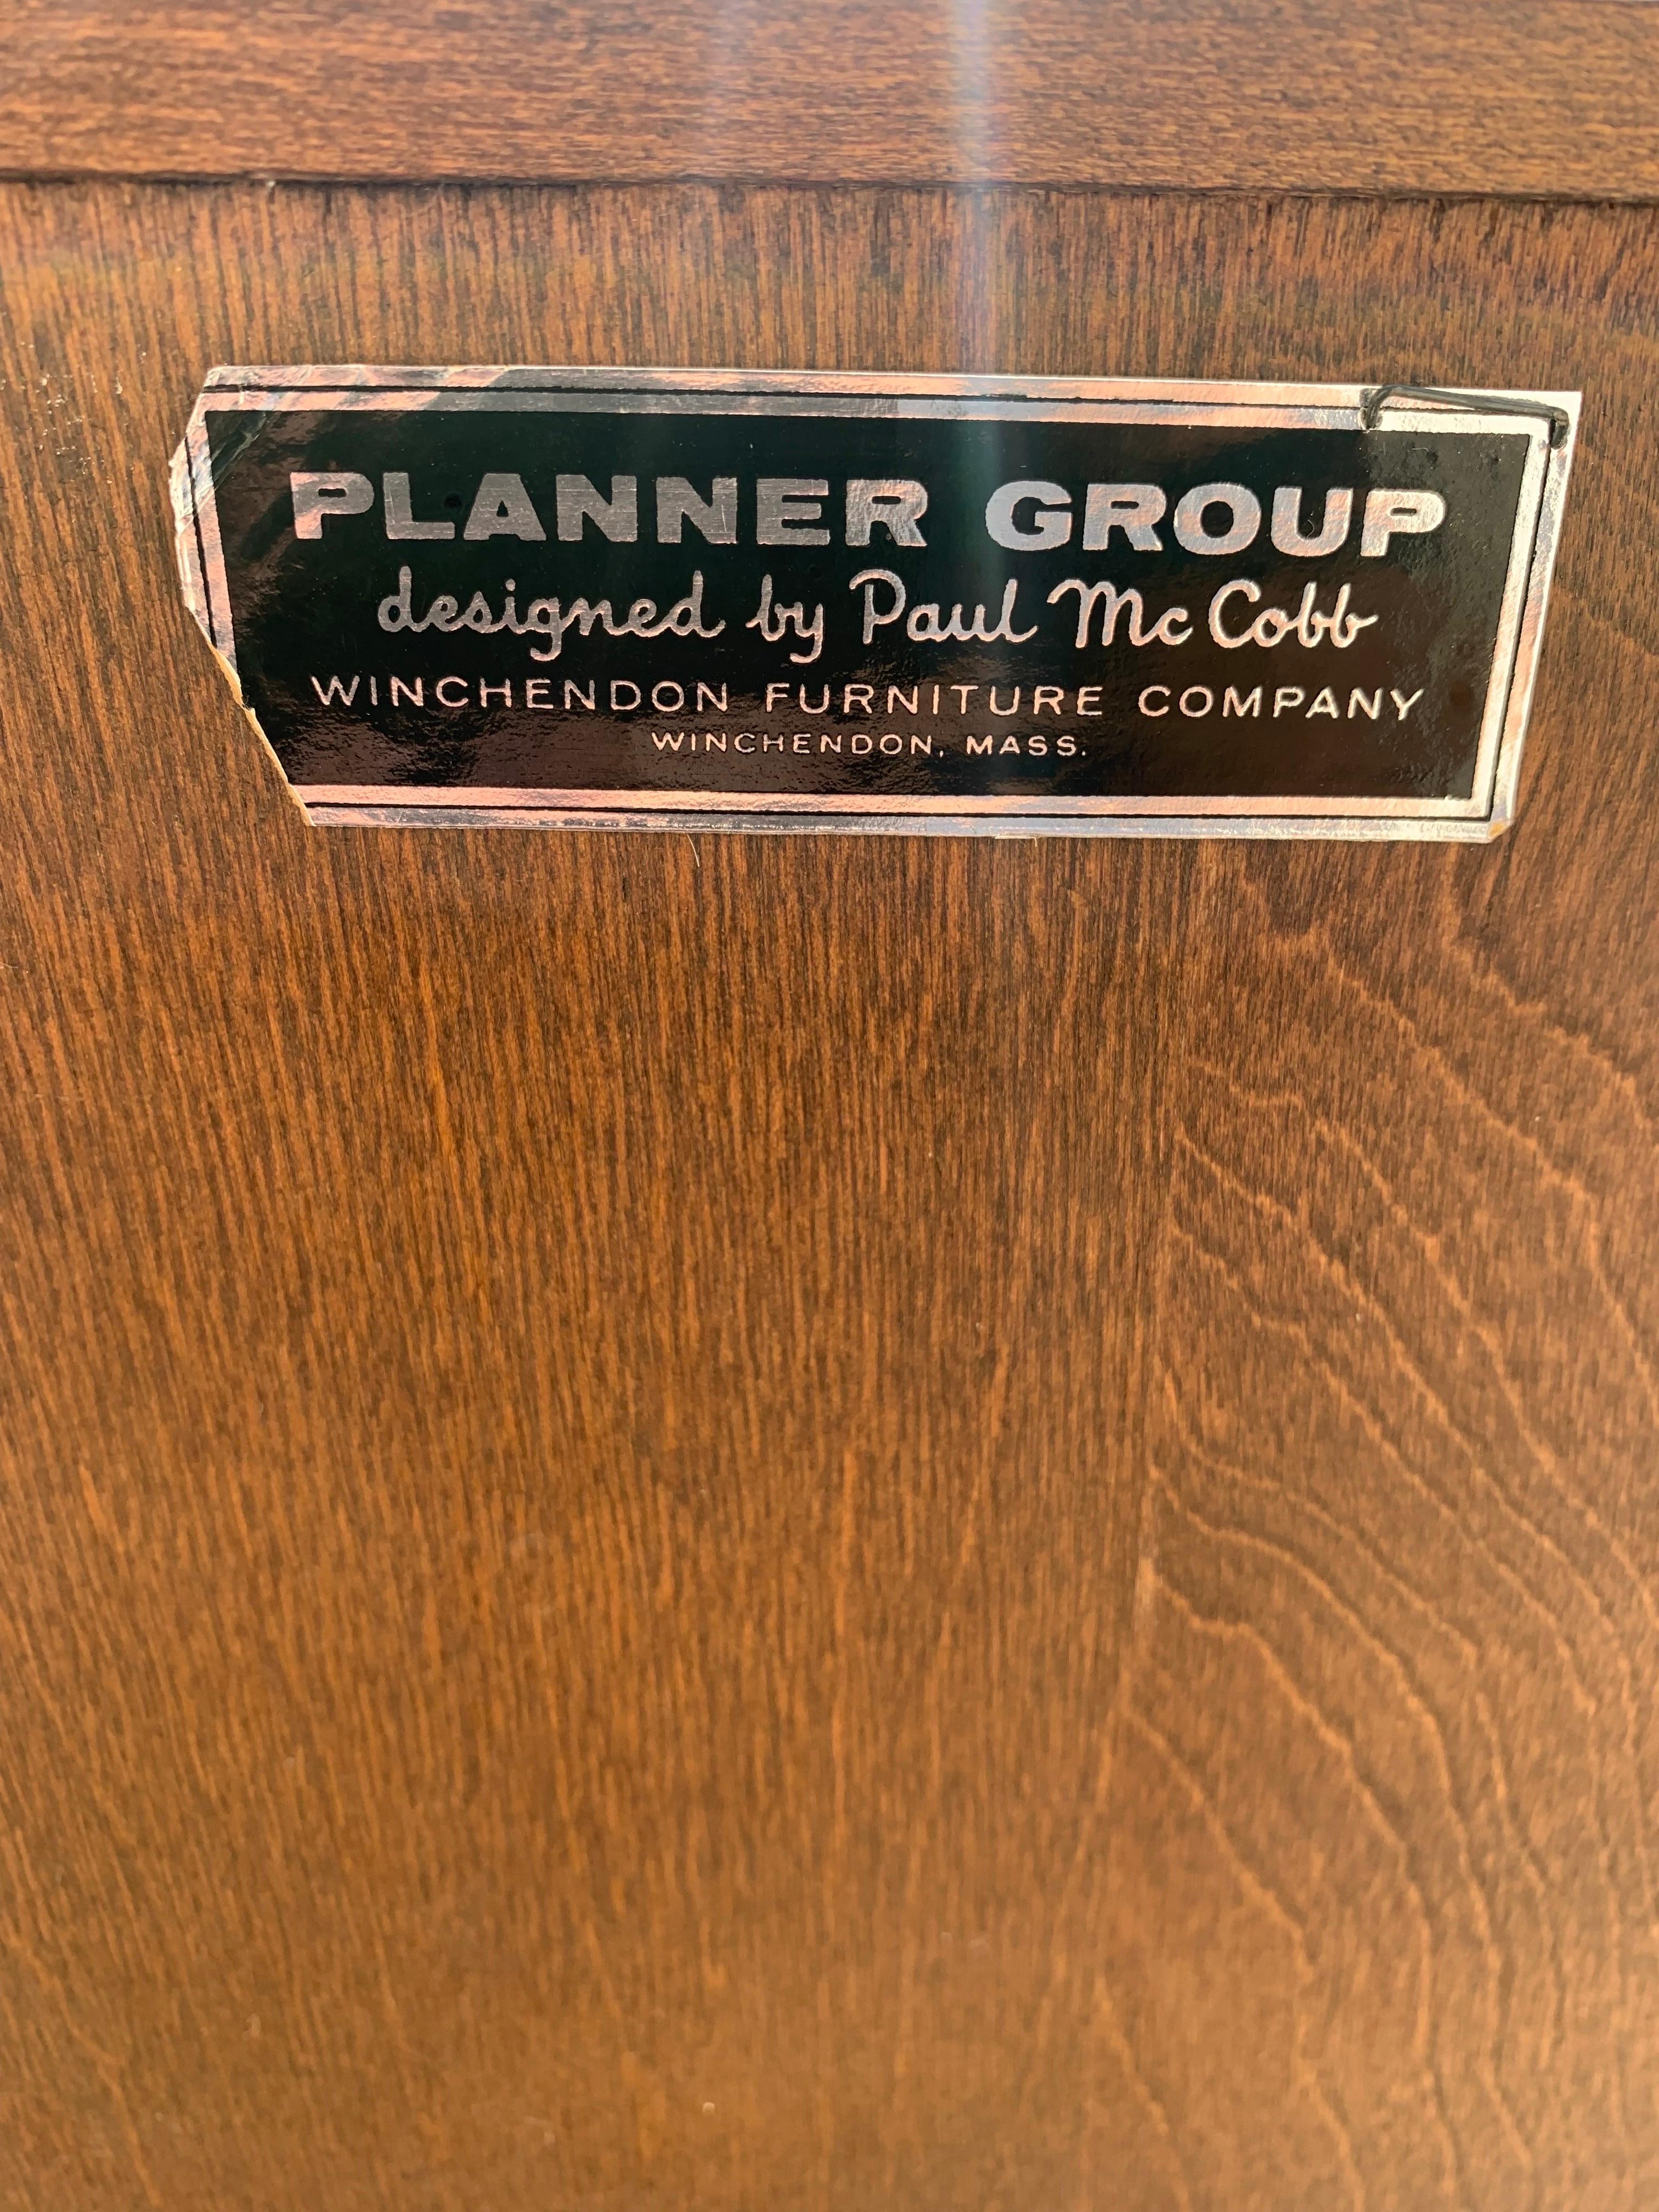 PLANNER GROUP
designed by Paul McCobb
WINCHENDON FURNITURE COMPANY
WINCHENDON, MASS.